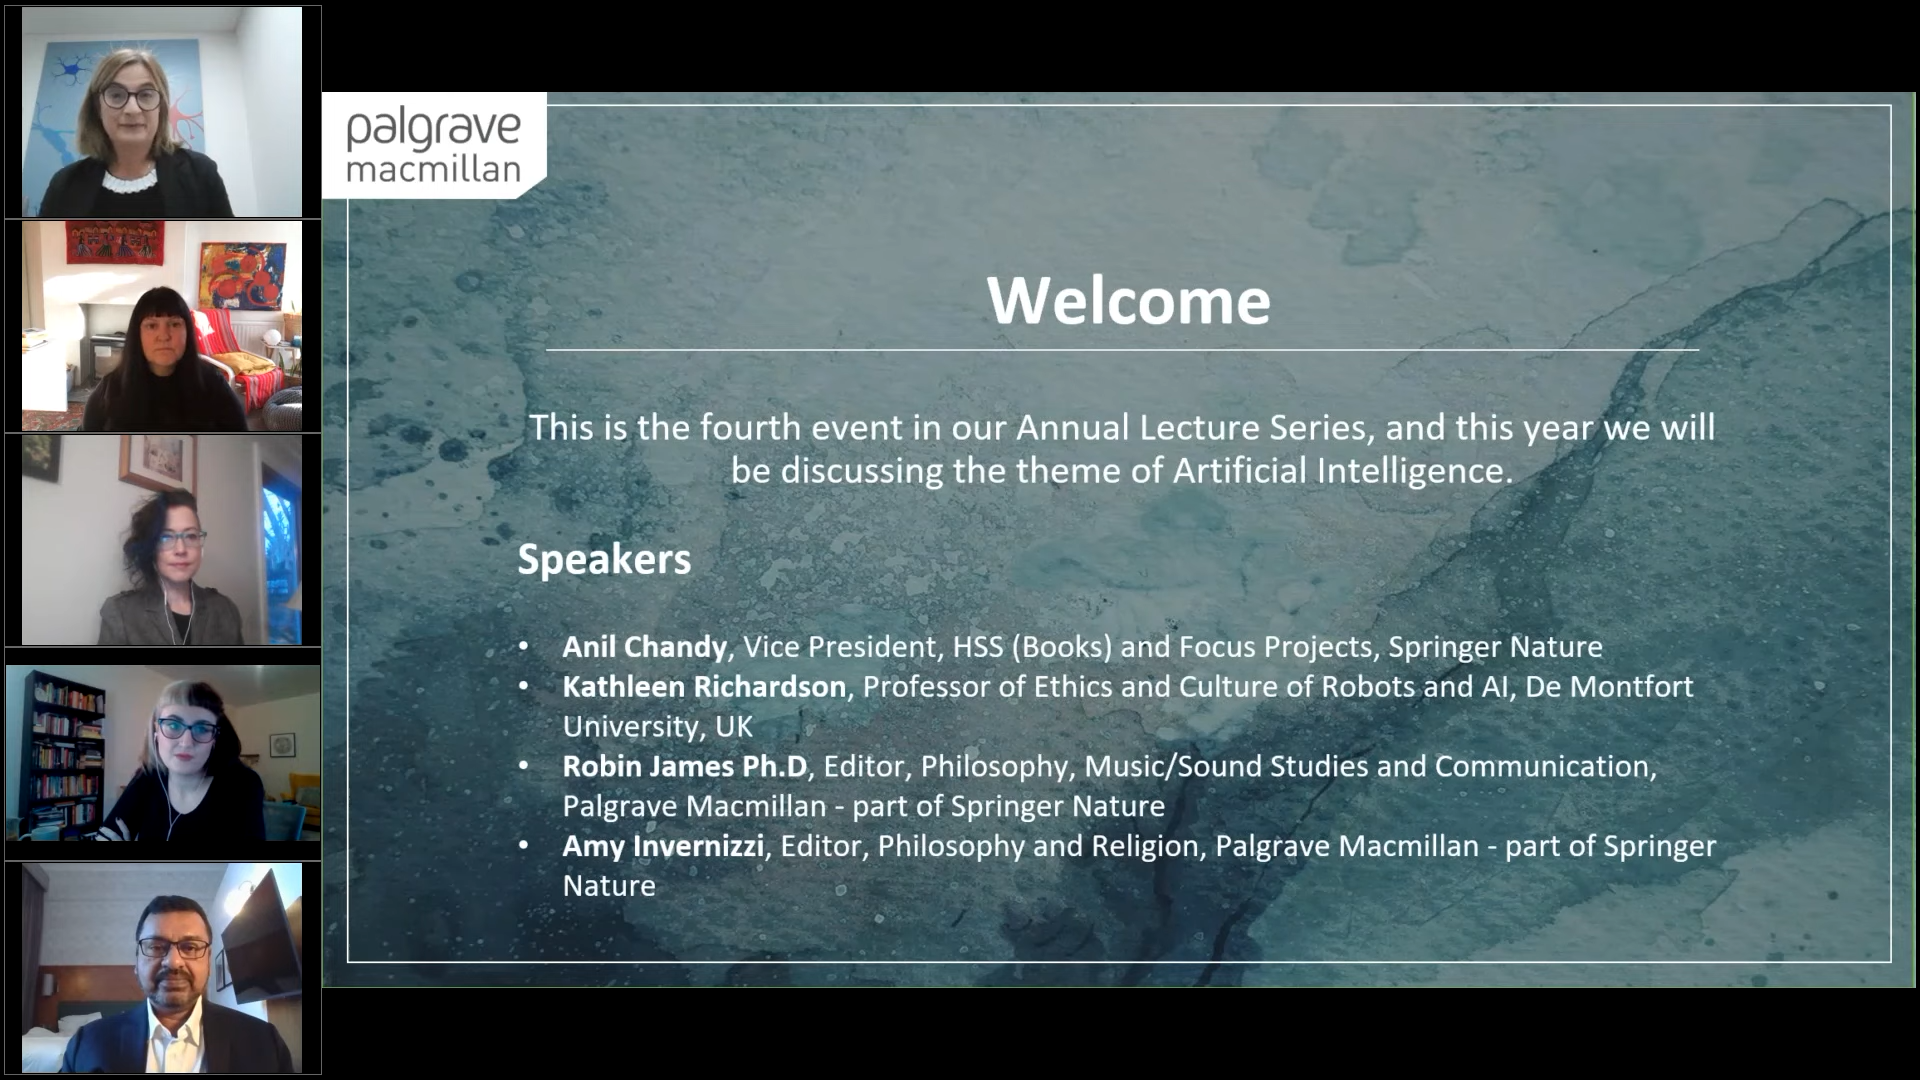 palgrave
macmillan
Welcome
This is the fourth event in our Annual Lecture Series, and this year we will
be discussing the theme of Artificial Intelligence.
Speakers
• Anil Chandy, Vice President, HSS (Books) and Focus Projects, Springer Nature
• Kathleen Richardson, Professor of Ethics and Culture of Robots and AI, De Montfort
University, UK
• Robin James Ph.D, Editor, Philosophy, Music/Sound Studies and Communication,
Palgrave Macmillan - part of Springer Nature
• Amy Invernizzi, Editor, Philosophy and Religion, Palgrave Macmillan - part of Springer
Nature